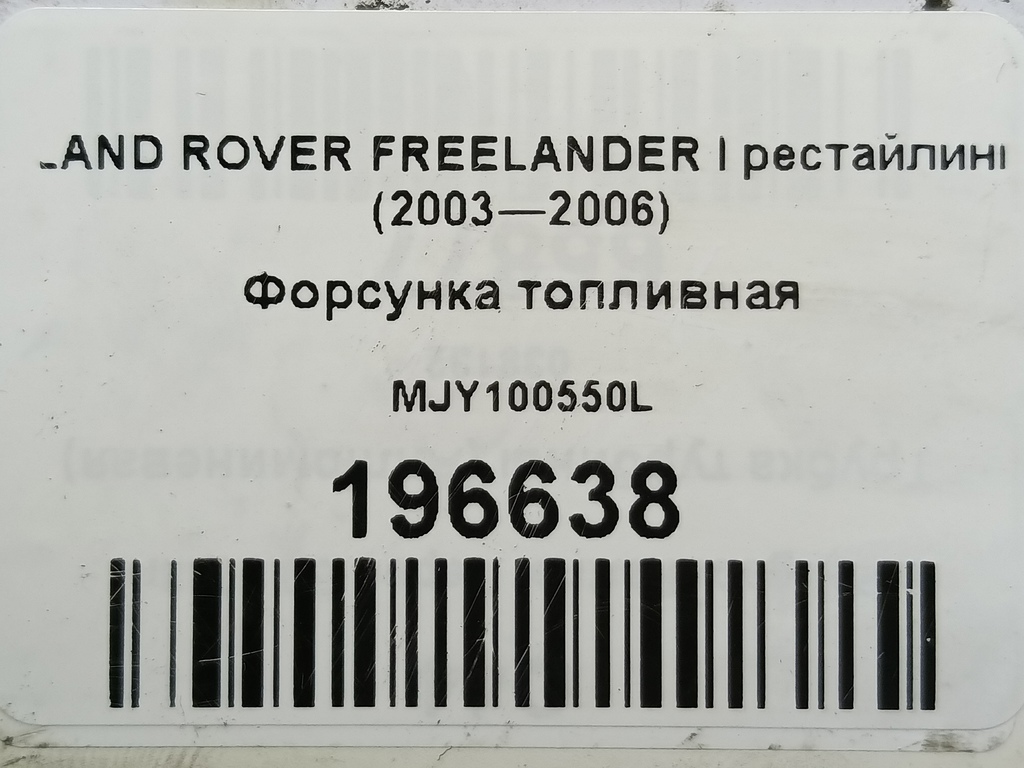 LAND ROVER FREELANDER I рестайлинг
(2003—2006)
Форсунка топливная
MJY100550L
196638